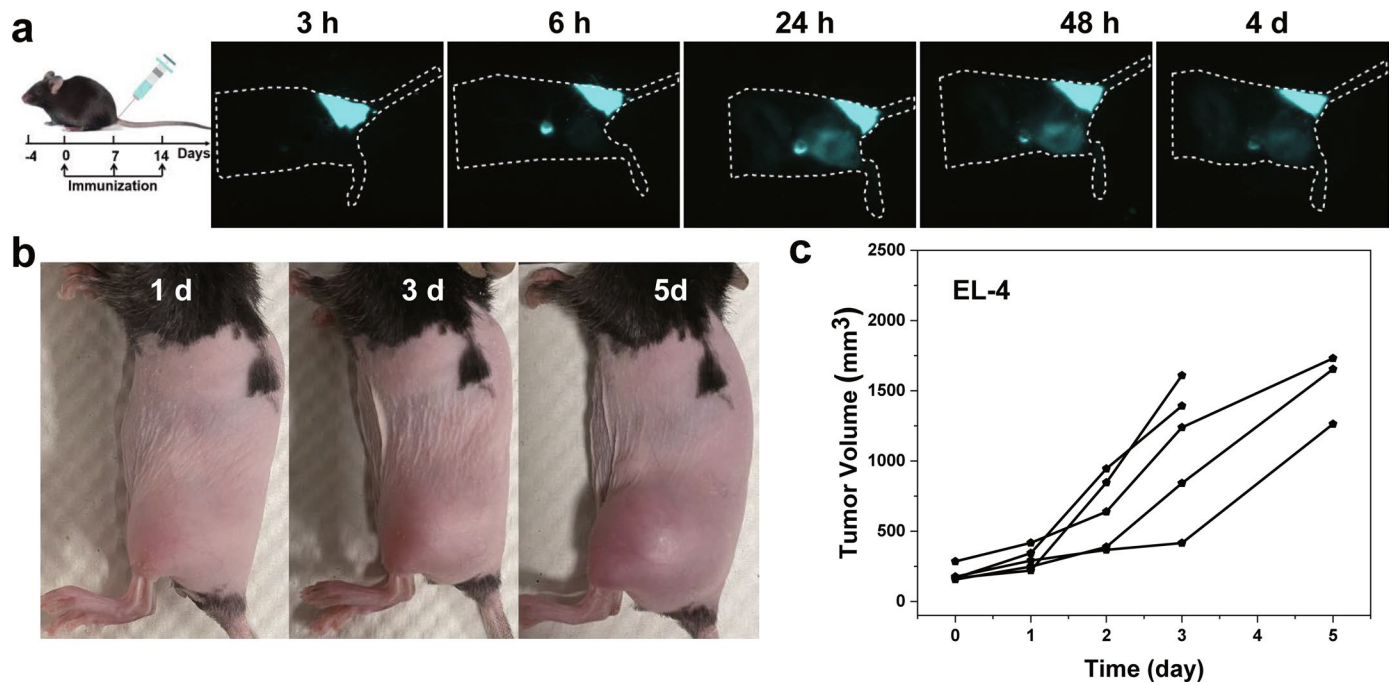 a
3 h
6 h
24 h
48 h
4 d
-4 0 7 14 Days
Immunization
b
1 d
3 d
5d
c
EL-4
2500
2000
1500
1000
500
0
Tumor Volume (mm³)
0 1 2 3 4 5
Time (day)